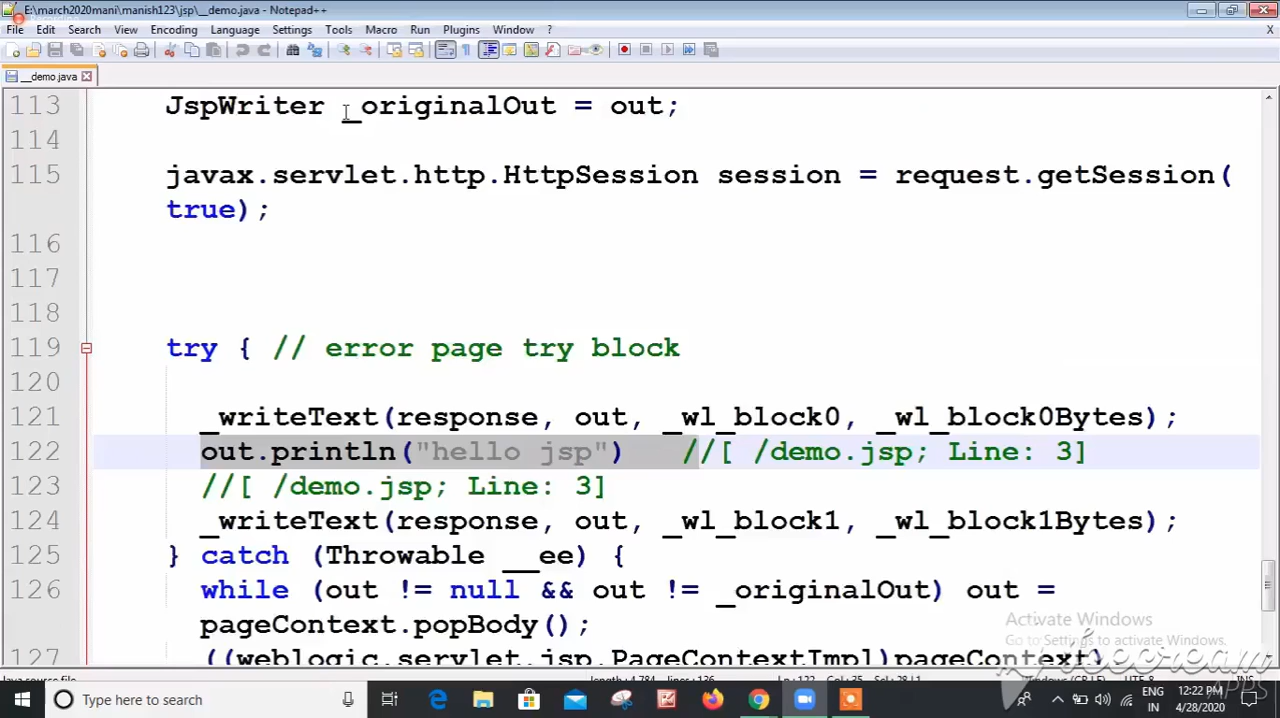 E:\march2020mani\manish123\jsp\__demo.java - Notepad++
File Edit Search View Encoding Language Settings Tools Macro Run Plugins Window ? X
__demo.java
113 JspWriter _originalOut = out;
114
115 javax.servlet.http.HttpSession session = request.getSession(
true);
116
117
118
119 try { // error page try block
120
121 _writeText(response, out, _wl_block0, _wl_block0Bytes);
122 out.println("hello jsp") //[ /demo.jsp; Line: 3]
123 //[ /demo.jsp; Line: 3]
124 _writeText(response, out, _wl_block1, _wl_block1Bytes);
125 } catch (Throwable __ee) {
126 while (out != null && out != _originalOut) out =
pageContext.popBody();
127 ((weblogic.servlet.jsp.PageContextImpl)pageContext)
Activate Windows
Go to Settings to activate Windows.
icecream
APPS
Type here to search
ENG
IN
12:22 PM
4/28/2020